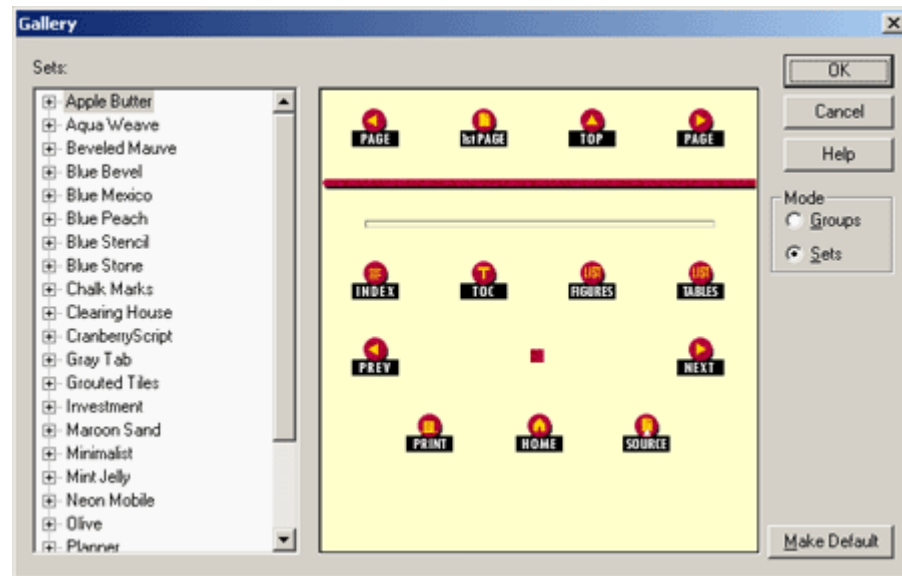 Gallery
Sets:
Apple Butter
Aqua Weave
Beveled Mauve
Blue Bevel
Blue Mexico
Blue Peach
Blue Stencil
Blue Stone
Chalk Marks
Clearing House
CranberryScript
Gray Tab
Grouted Tiles
Investment
Maroon Sand
Minimalist
Mint Jelly
Neon Mobile
Olive
Planner
PAGE 1st PAGE TOP PAGE
LIST LIST
INDEX TOC FIGURES TABLES
PREV NEXT
PRINT HOME SOURCE
OK
Cancel
Help
Mode
Groups
Sets
Make Default